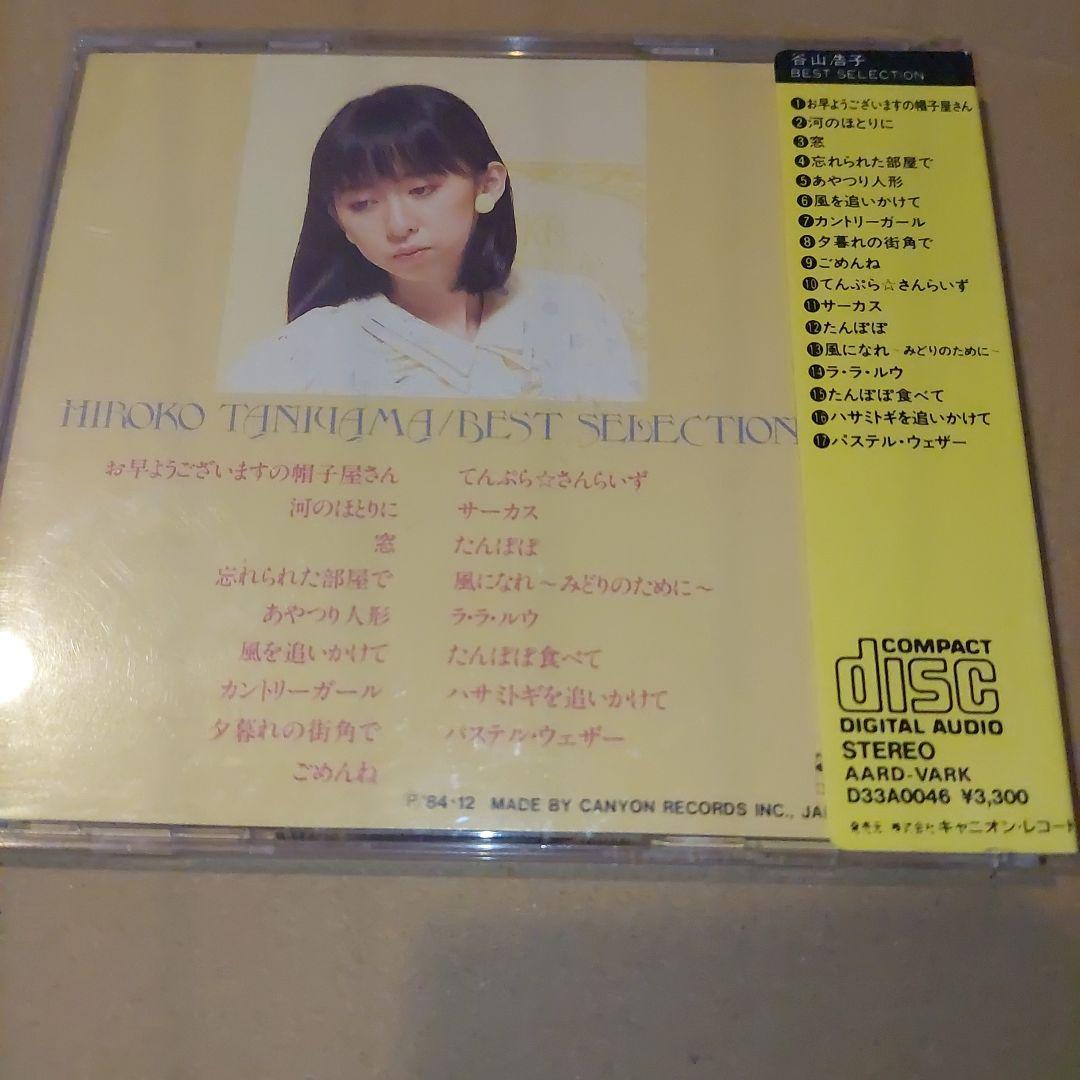 HIROKO TANIYAMA/BEST SELECTION
お早ようございますの帽子屋さん
河のほとりに
窓
忘れられた部屋で
あやつり人形
風を追いかけて
カントリーガール
夕暮れの街角で
ごめんね
てんぷら☆さんらいず
サーカス
たんぽぽ
風になれ〜みどりのために〜
ラ・ラ・ルウ
たんぽぽ食べて
ハサミトギを追いかけて
パステル・ウェザー
P.'84・12 MADE BY CANYON RECORDS INC.,
谷山浩子
BEST SELECTION
❶お早ようございますの帽子屋さん
❷河のほとりに
❸窓
❹忘れられた部屋で
❺あやつり人形
❻風を追いかけて
❼カントリーガール
❽夕暮れの街角で
❾ごめんね
❿てんぷら☆さんらいず
⓫サーカス
⓬たんぽぽ
⓭風になれ〜みどりのために〜
⓮ラ・ラ・ルウ
⓯たんぽぽ食べて
⓰ハサミトギを追いかけて
⓱パステル・ウェザー
COMPACT
disc
DIGITAL AUDIO
STEREO
AARD-VARK
D33A0046 ¥3,300
発売元 株式会社キャニオン・レコード